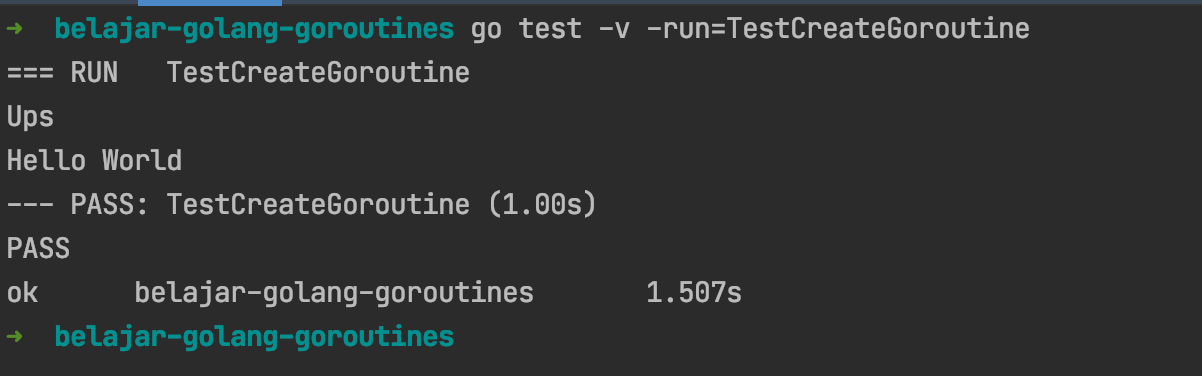 ➜  belajar-golang-goroutines go test -v -run=TestCreateGoroutine
=== RUN   TestCreateGoroutine
Ups
Hello World
--- PASS: TestCreateGoroutine (1.00s)
PASS
ok      belajar-golang-goroutines       1.507s
➜  belajar-golang-goroutines